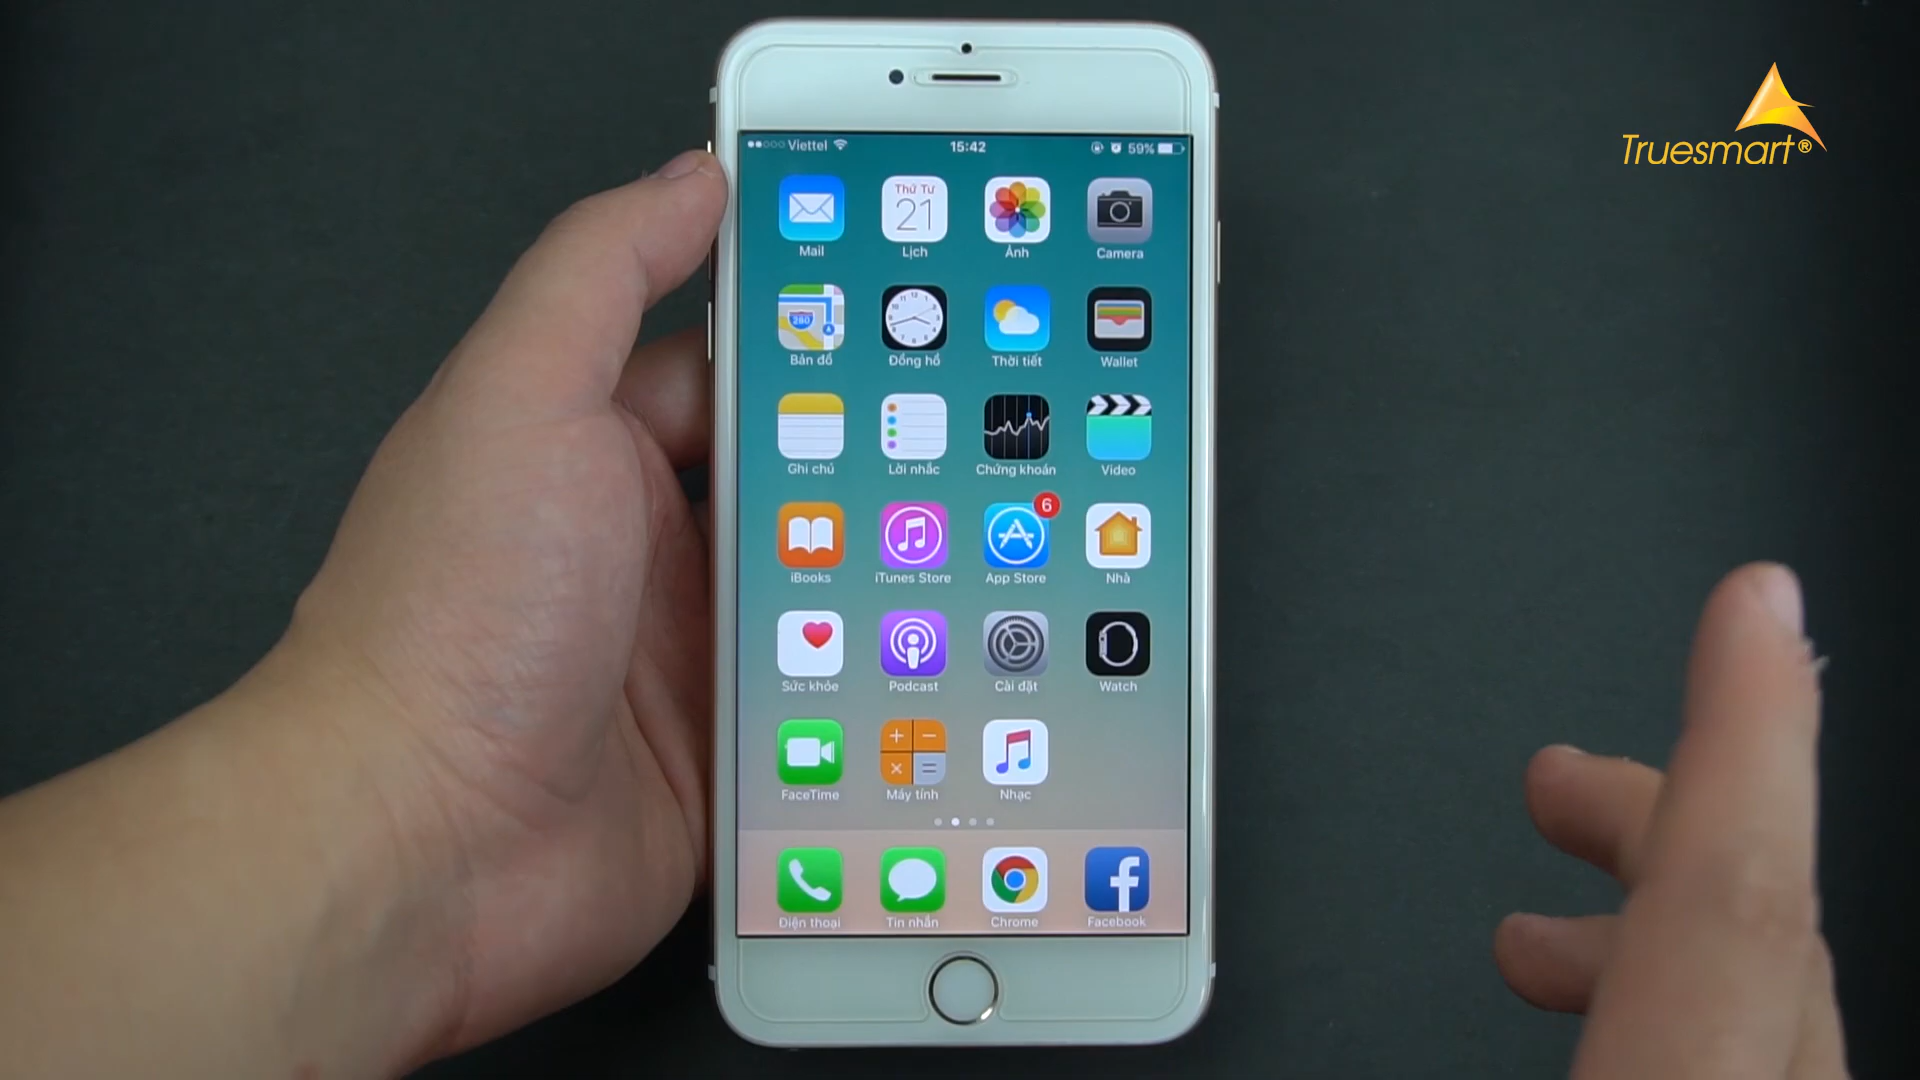 Truesmart®
Viettel 15:42 59%
Thứ Tư
21
Mail Lịch Ảnh Camera
280
Bản đồ Đồng hồ Thời tiết Wallet
Ghi chú Lời nhắc Chứng khoán Video
6
iBooks iTunes Store App Store Nhà
Sức khỏe Podcast Cài đặt Watch
FaceTime Máy tính Nhạc
Điện thoại Tin nhắn Chrome Facebook